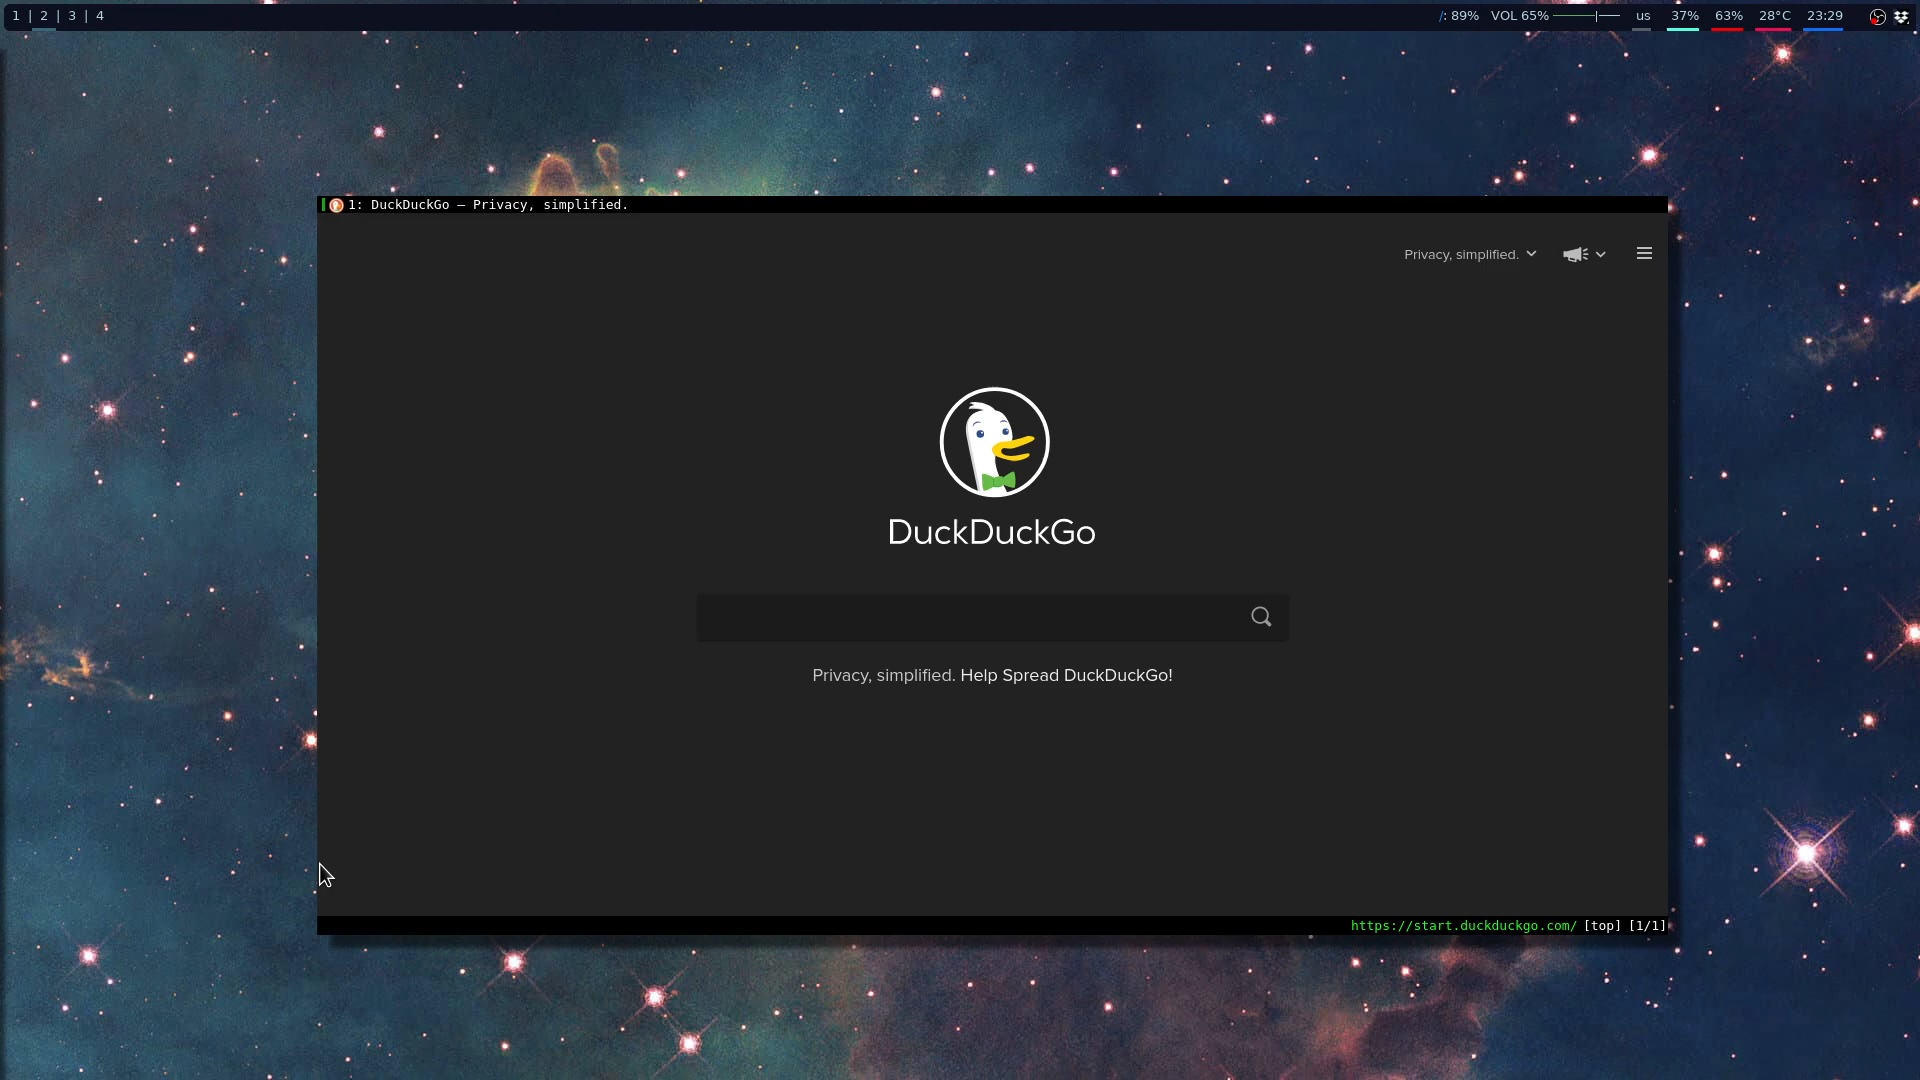 1 | 2 | 3 | 4
/: 89% VOL 65% us 37% 63% 28°C 23:29
1: DuckDuckGo — Privacy, simplified.
Privacy, simplified.
DuckDuckGo
Privacy, simplified. Help Spread DuckDuckGo!
https://start.duckduckgo.com/ [top] [1/1]